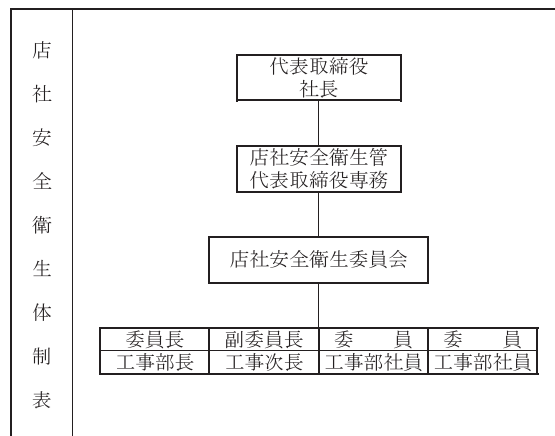 店社安全衛生体制表
代表取締役
社長
店社安全衛生管
代表取締役専務
店社安全衛生委員会
委員長 副委員長 委員 委員
工事部長 工事次長 工事部社員 工事部社員